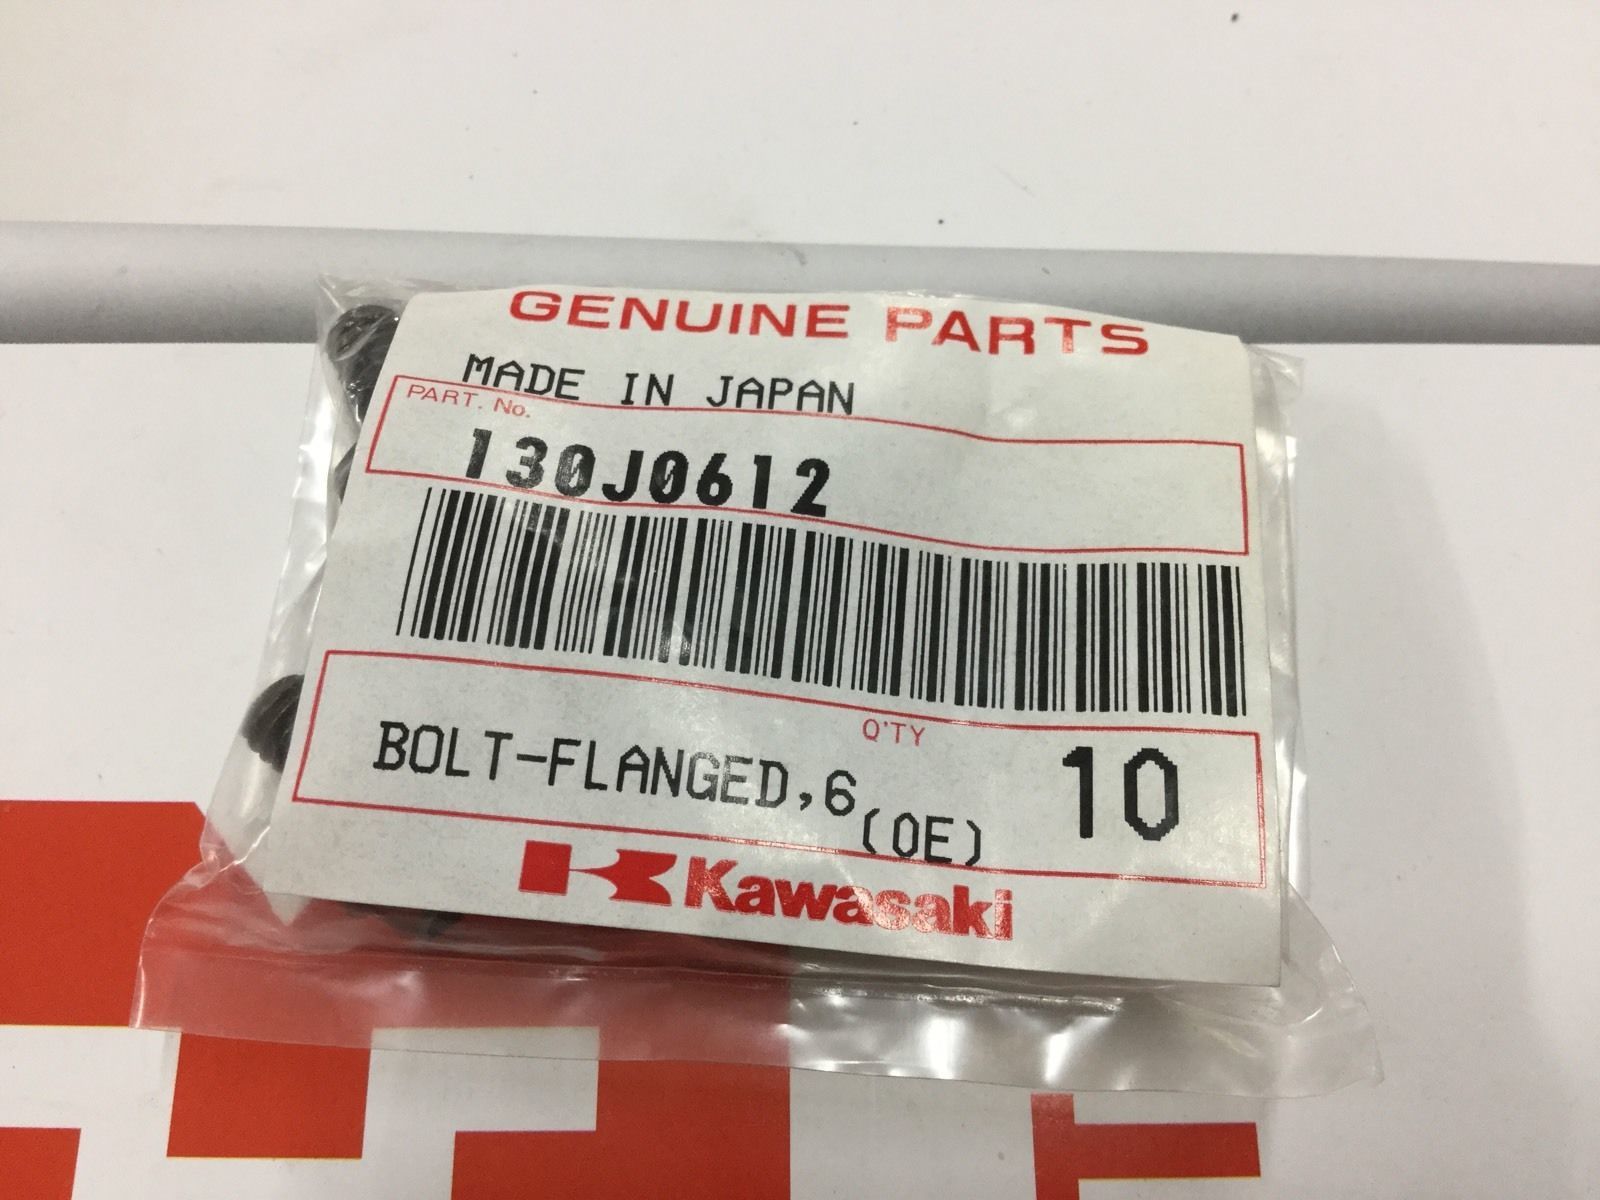 GENUINE PARTS
MADE IN JAPAN
PART. No.
130J0612
Q'TY
BOLT-FLANGED,6 10
(OE)
Kawasaki